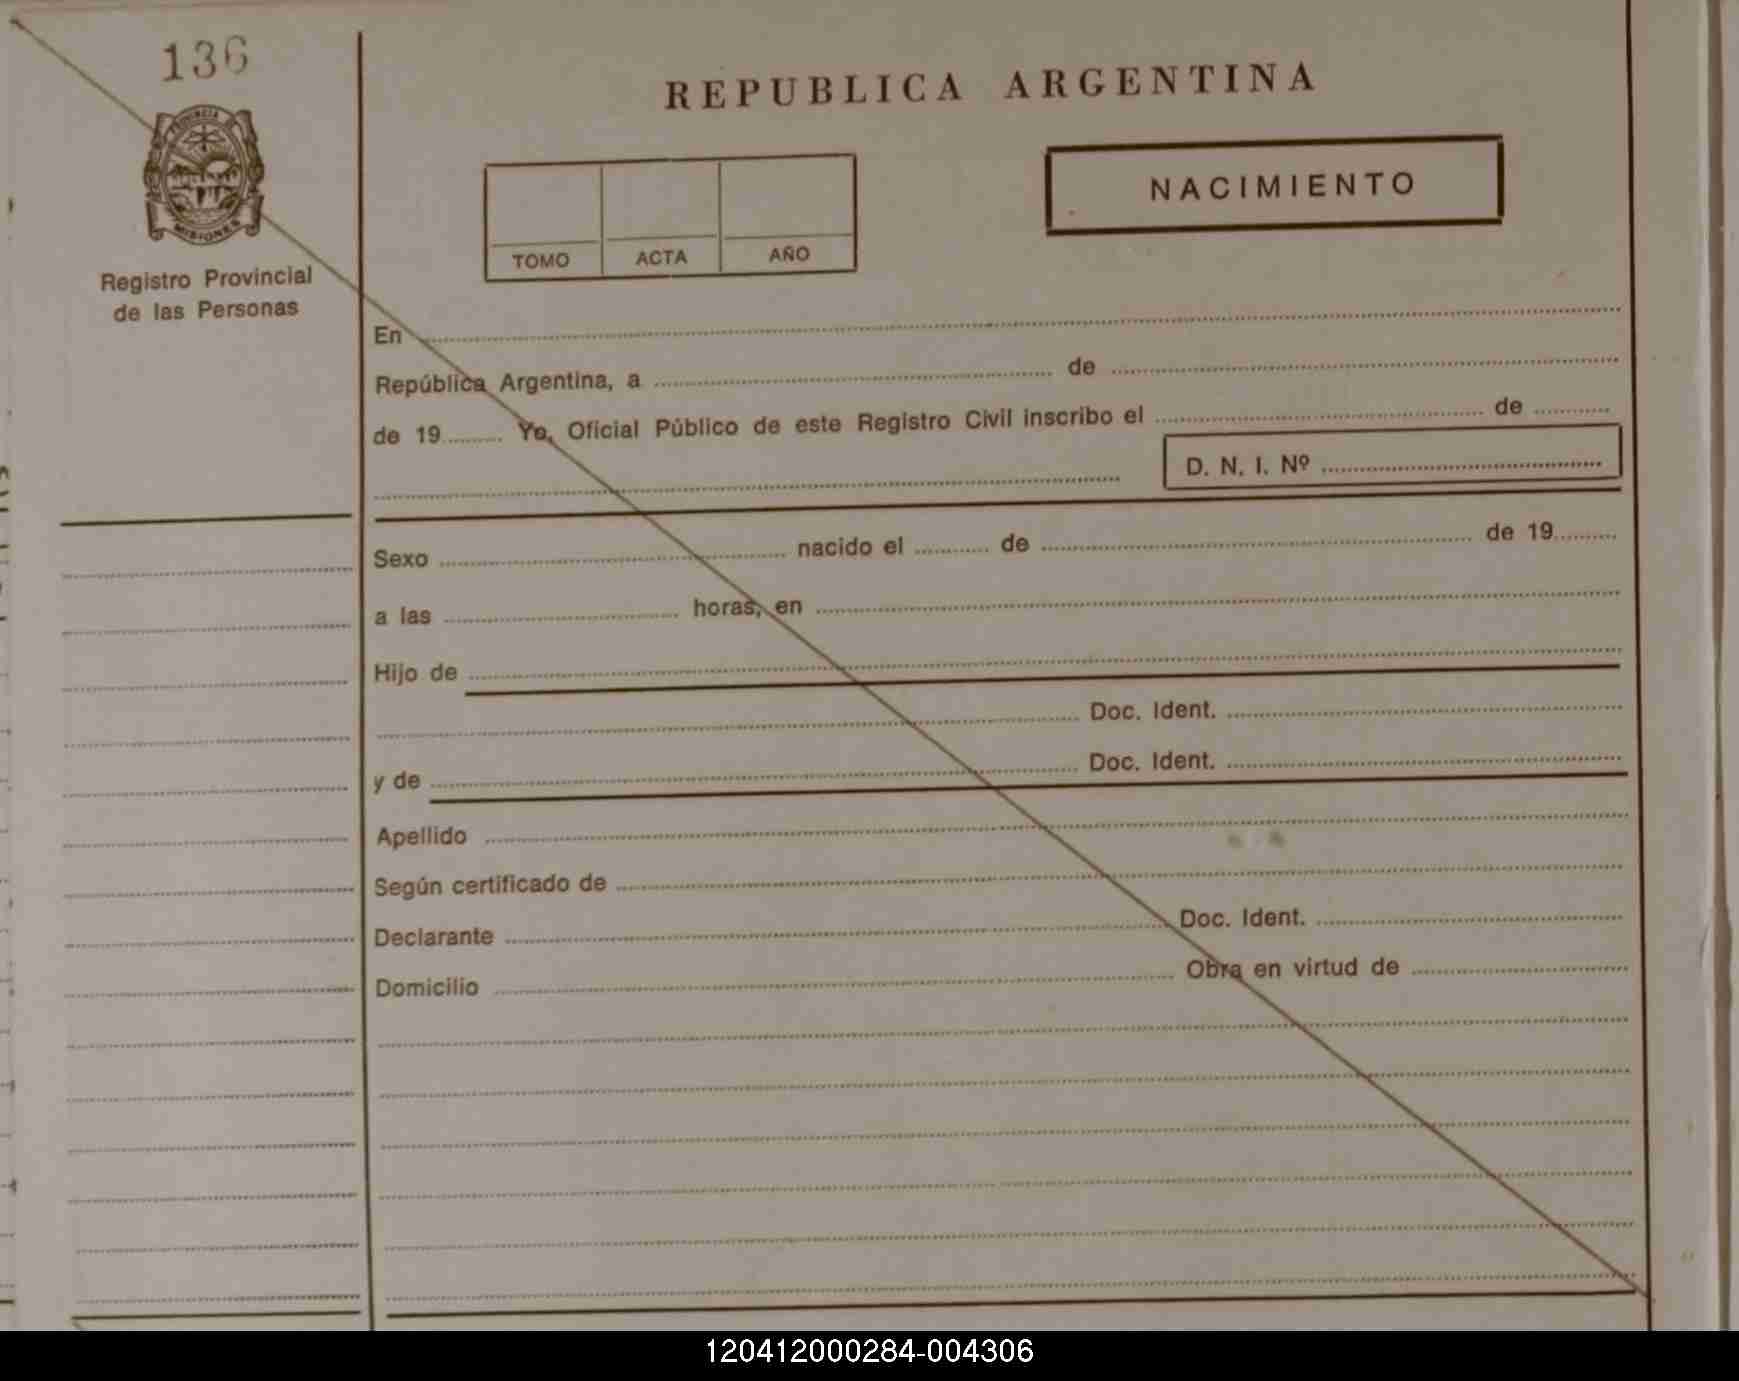 136
REPUBLICA ARGENTINA
PROVINCIA
MISIONES
NACIMIENTO
TOMO ACTA AÑO
Registro Provincial
de las Personas
En
República Argentina, a de
de 19 Yo, Oficial Público de este Registro Civil inscribo el de
D. N. I. Nº
Sexo nacido el de de 19
a las horas, en
Hijo de
Doc. Ident.
y de Doc. Ident.
Apellido
Según certificado de
Declarante Doc. Ident.
Domicilio Obra en virtud de
120412000284-004306